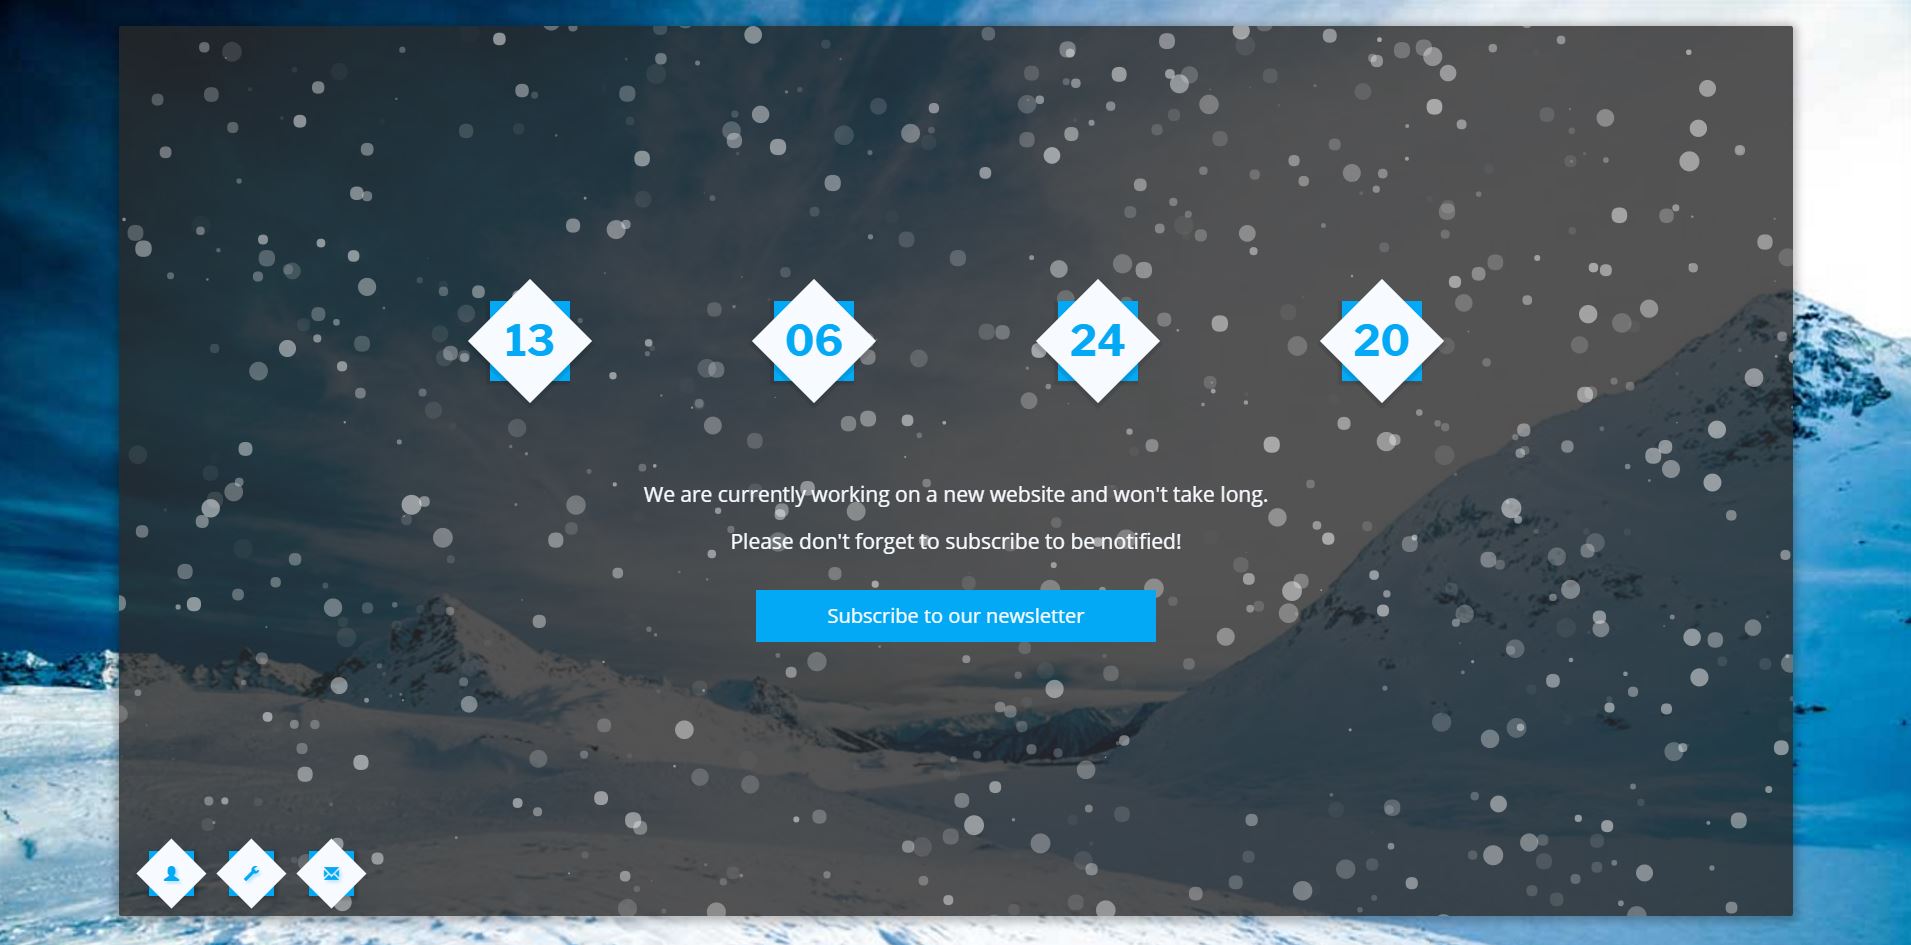 13 06 24 20
We are currently working on a new website and won't take long.
Please don't forget to subscribe to be notified!
Subscribe to our newsletter